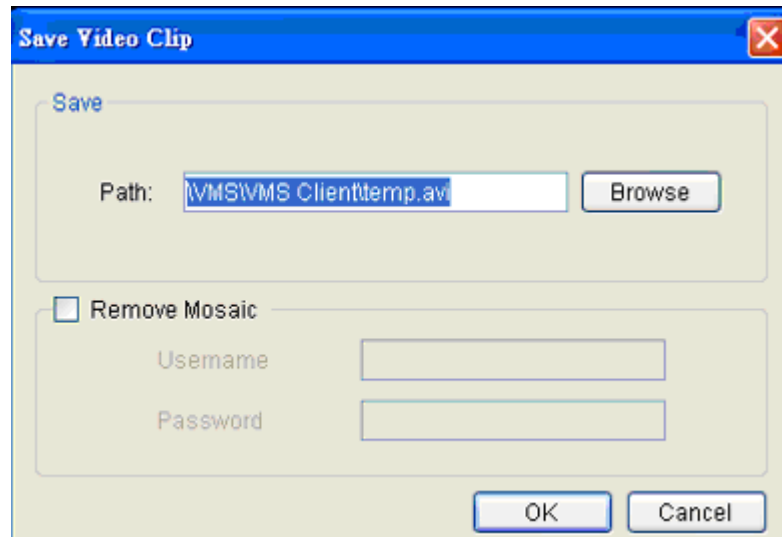 Save Video Clip
Save
Path: \VMS\VMS Client\temp.avi Browse
Remove Mosaic
Username
Password
OK Cancel